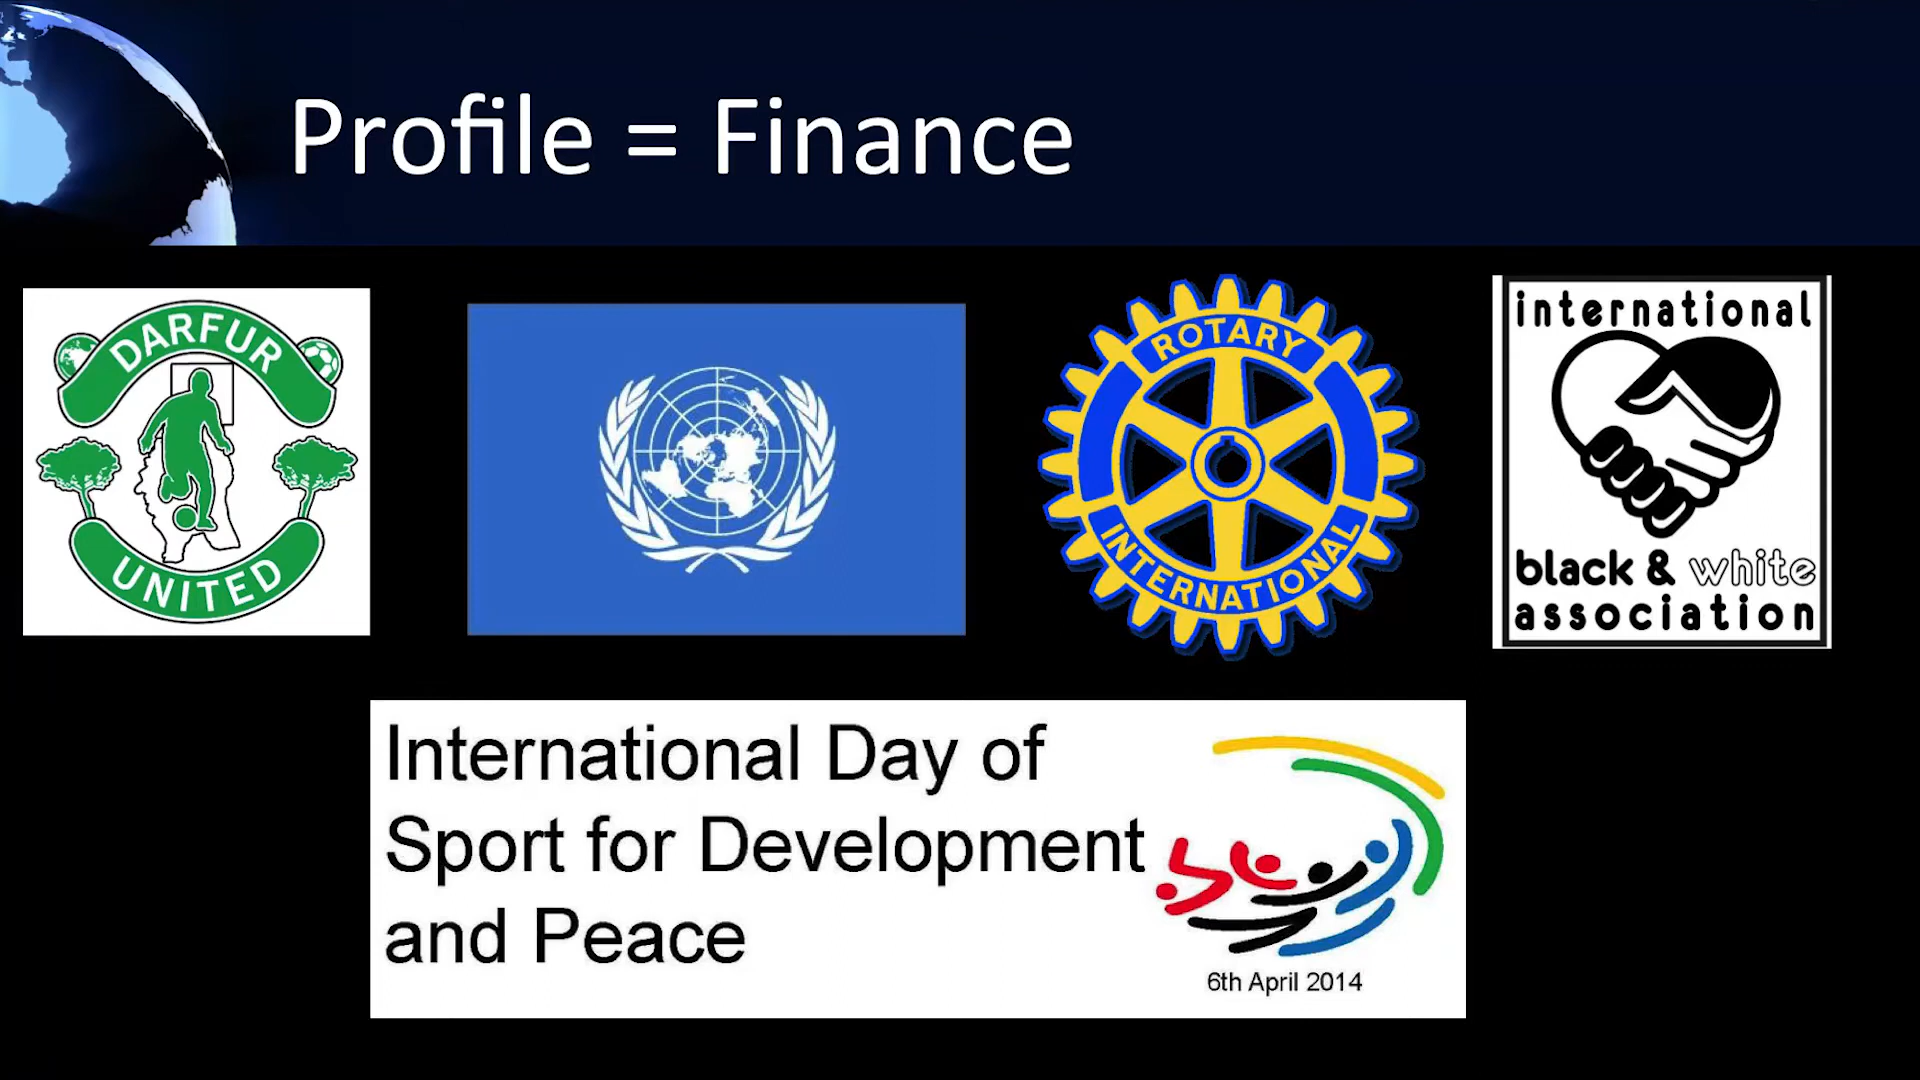 Profile = Finance
DARFUR
UNITED
ROTARY
INTERNATIONAL
international
black & white
association
International Day of
Sport for Development
and Peace
6th April 2014